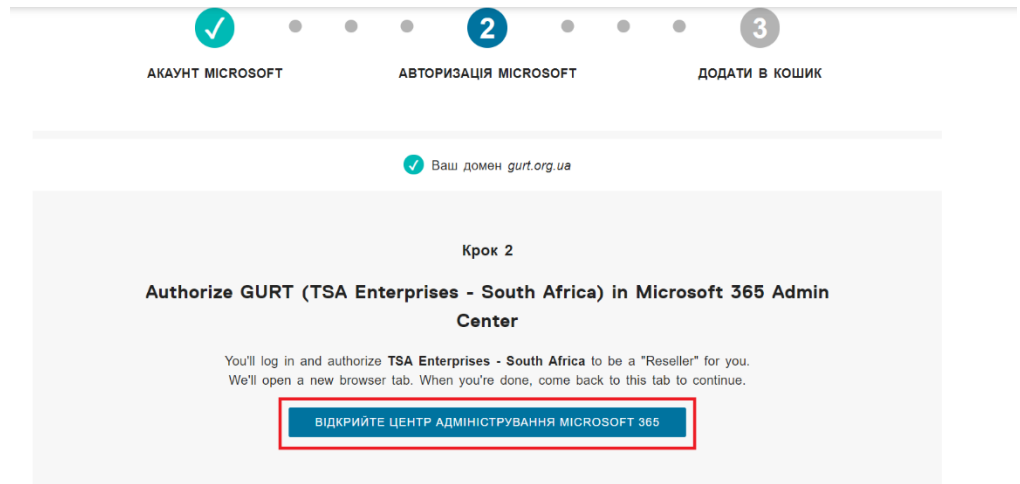 2
3
АКАУНТ MICROSOFT
АВТОРИЗАЦІЯ MICROSOFT
ДОДАТИ В КОШИК
Ваш домен gurt.org.ua
Крок 2
Authorize GURT (TSA Enterprises - South Africa) in Microsoft 365 Admin
Center
You'll log in and authorize TSA Enterprises - South Africa to be a "Reseller" for you.
We'll open a new browser tab. When you're done, come back to this tab to continue.
ВІДКРИЙТЕ ЦЕНТР АДМІНІСТРУВАННЯ MICROSOFT 365